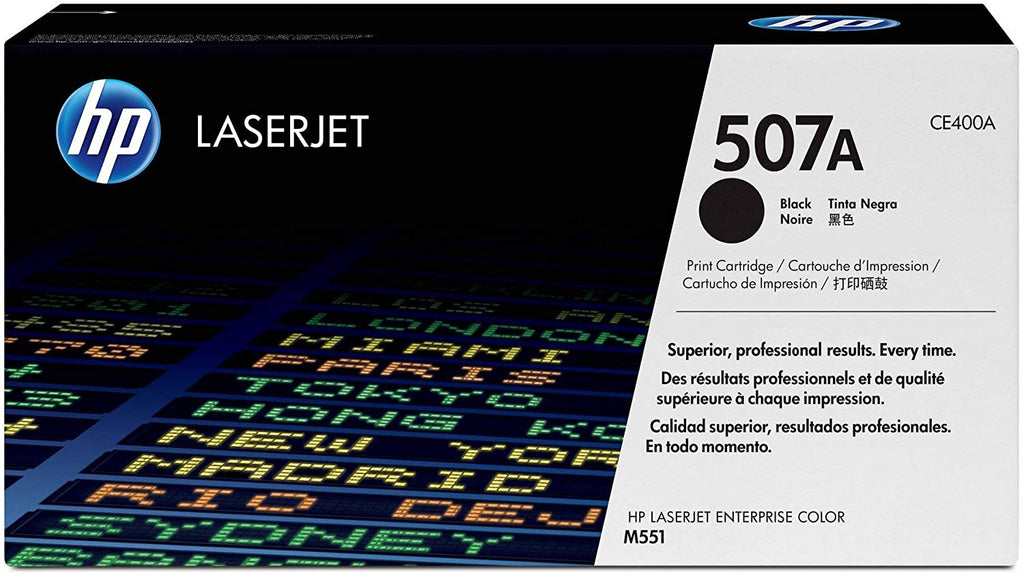 hp
hp
LASERJET
507A
CE400A
Black Tinta Negra
Noire 黑色
Print Cartridge / Cartouche d'Impression /
Cartucho de Impresión / 打印硒鼓
Superior, professional results. Every time.
Des résultats professionnels et de qualité
supérieure à chaque impression.
Calidad superior, resultados profesionales.
En todo momento.
HP LASERJET ENTERPRISE COLOR
M551
LONDON
MIAMI
PARIS
TOKYO
HONG KO
NEW YOR
MADRID
RIO DEJ
SYDNEY